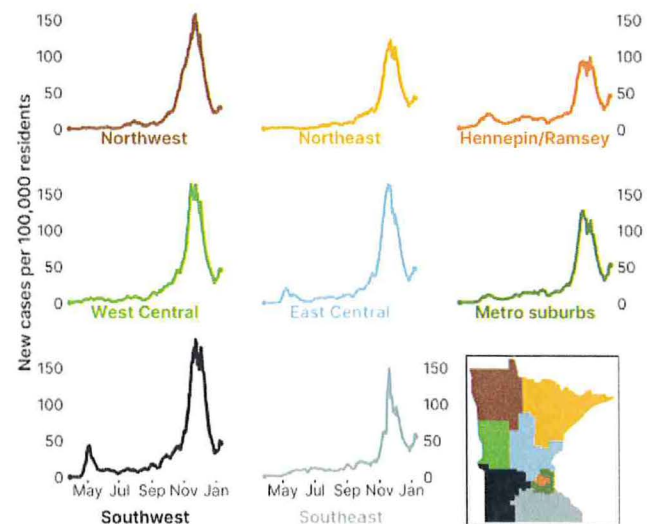 New cases per 100,000 residents
150
150
100
100
50
50
0
0
Northwest
Northeast
Hennepin/Ramsey
150
150
100
100
50
50
0
0
West Central
East Central
Metro suburbs
150
150
100
100
50
50
0
0
May Jul Sep Nov Jan
May Jul Sep Nov Jan
Southwest
Southeast